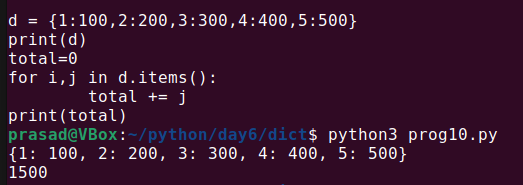 d = {1:100,2:200,3:300,4:400,5:500}
print(d)
total=0
for i,j in d.items():
        total += j
print(total)
prasad@VBox:~/python/day6/dict$ python3 prog10.py
{1: 100, 2: 200, 3: 300, 4: 400, 5: 500}
1500